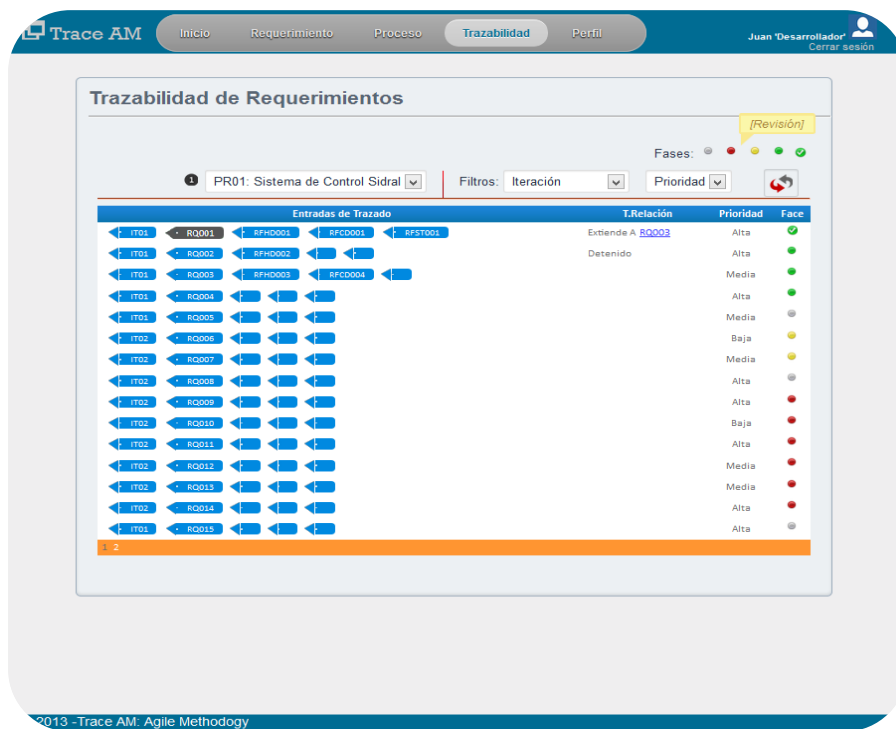 Trace AM Inicio Requerimiento Proceso Trazabilidad Perfil Juan 'Desarrollador'
Cerrar sesión
Trazabilidad de Requerimientos
[Revisión]
Fases:
1 PR01: Sistema de Control Sidral Filtros: Iteración Prioridad
Entradas de Trazado T.Relación Prioridad Face
IT01 RQ001 RFHD001 RFCD001 RFST001 Extiende A RQ003 Alta
IT01 RQ002 RFHD002 Detenido Alta
IT01 RQ003 RFHD003 RFCD004 Media
IT01 RQ004 Alta
IT01 RQ005 Media
IT02 RQ006 Baja
IT02 RQ007 Media
IT02 RQ008 Alta
IT02 RQ009 Alta
IT02 RQ010 Baja
IT02 RQ011 Alta
IT02 RQ012 Media
IT02 RQ013 Media
IT02 RQ014 Alta
IT01 RQ015 Alta
1 2
2013 -Trace AM: Agile Methodogy